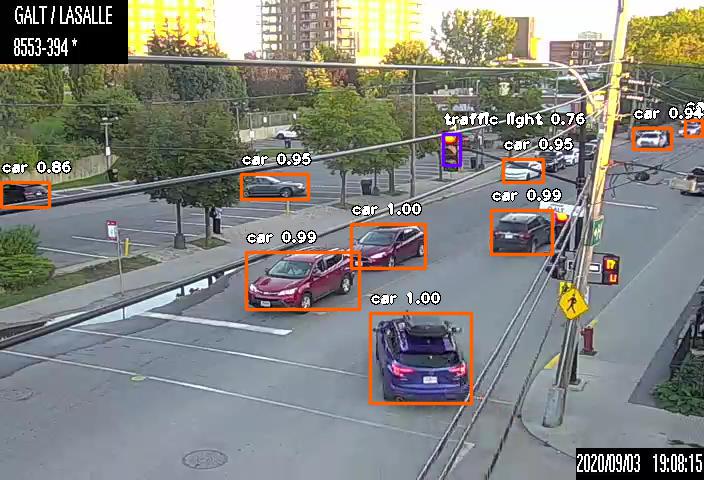 GALT / LASALLE
8553-394 *
traffic light 0.76
car 0.94
car 0.95
car 0.95
car 0.86
car 0.99
car 1.00
car 0.99
car 1.00
2020/09/03 19:08:15